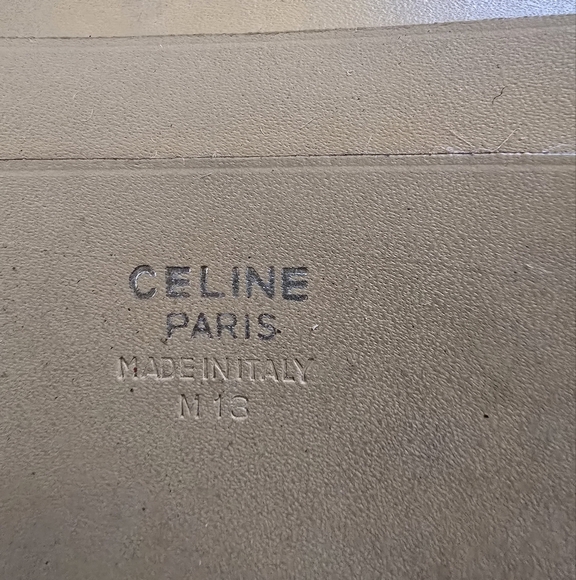 CELINE
PARIS
MADE IN ITALY
M 13